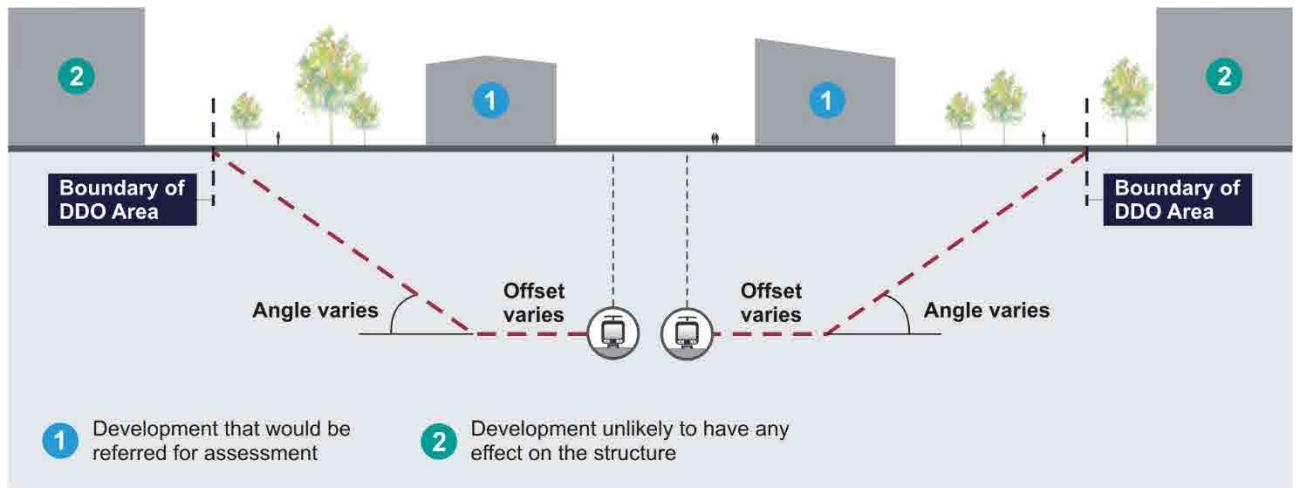 2
1
1
2
Boundary of
DDO Area
Boundary of
DDO Area
Angle varies
Offset
varies
Offset
varies
Angle varies
1
Development that would be
referred for assessment
2
Development unlikely to have any
effect on the structure